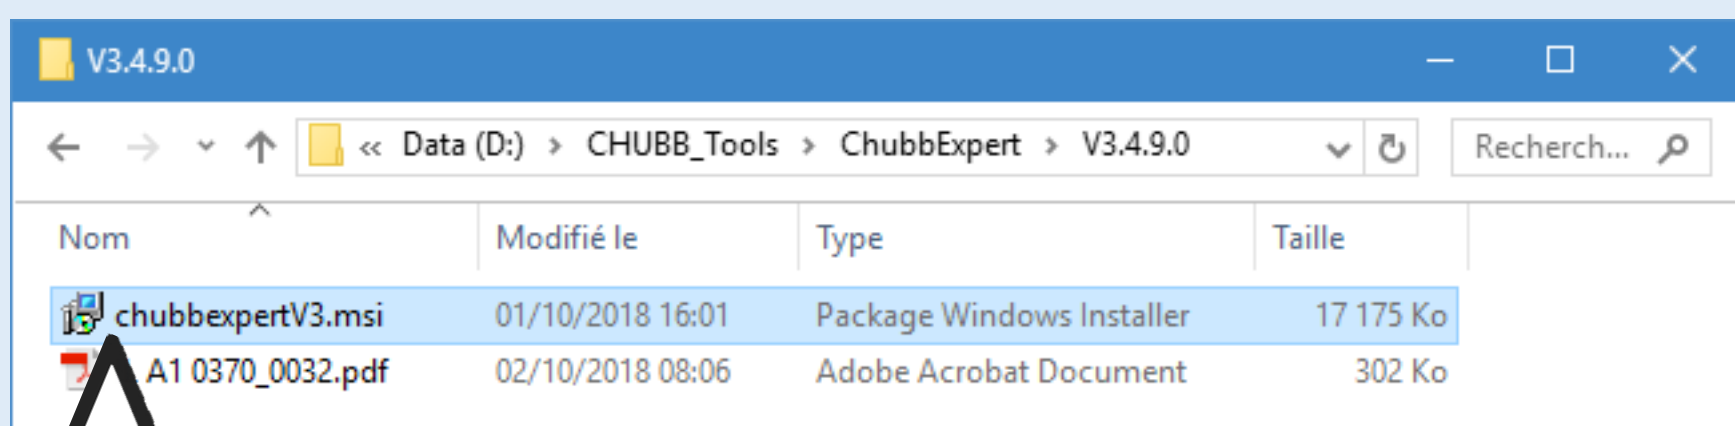 V3.4.9.0
« Data (D:) › CHUBB_Tools › ChubbExpert › V3.4.9.0 Recherch...
Nom Modifié le Type Taille
chubbexpertV3.msi 01/10/2018 16:01 Package Windows Installer 17 175 Ko
A1 0370_0032.pdf 02/10/2018 08:06 Adobe Acrobat Document 302 Ko